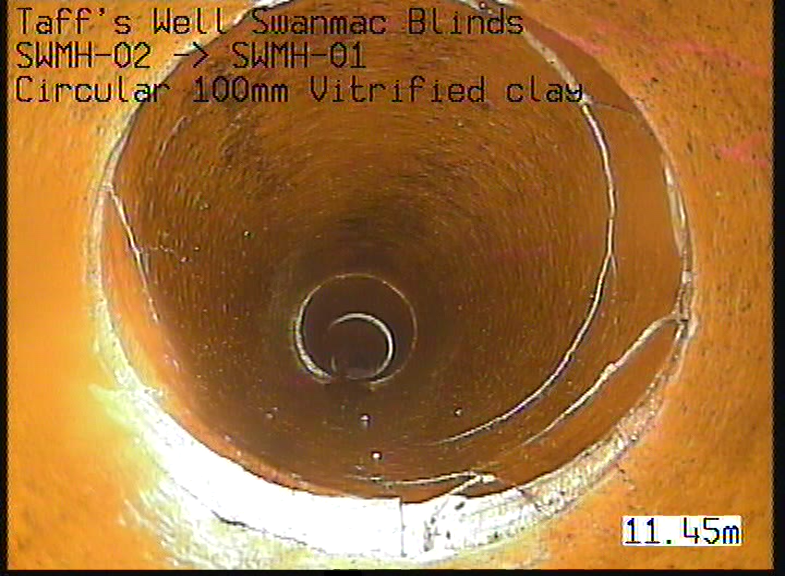 Taff's Well Swanmac Blinds
SWMH-02 -> SWMH-01
Circular 100mm Vitrified clay
11.45m